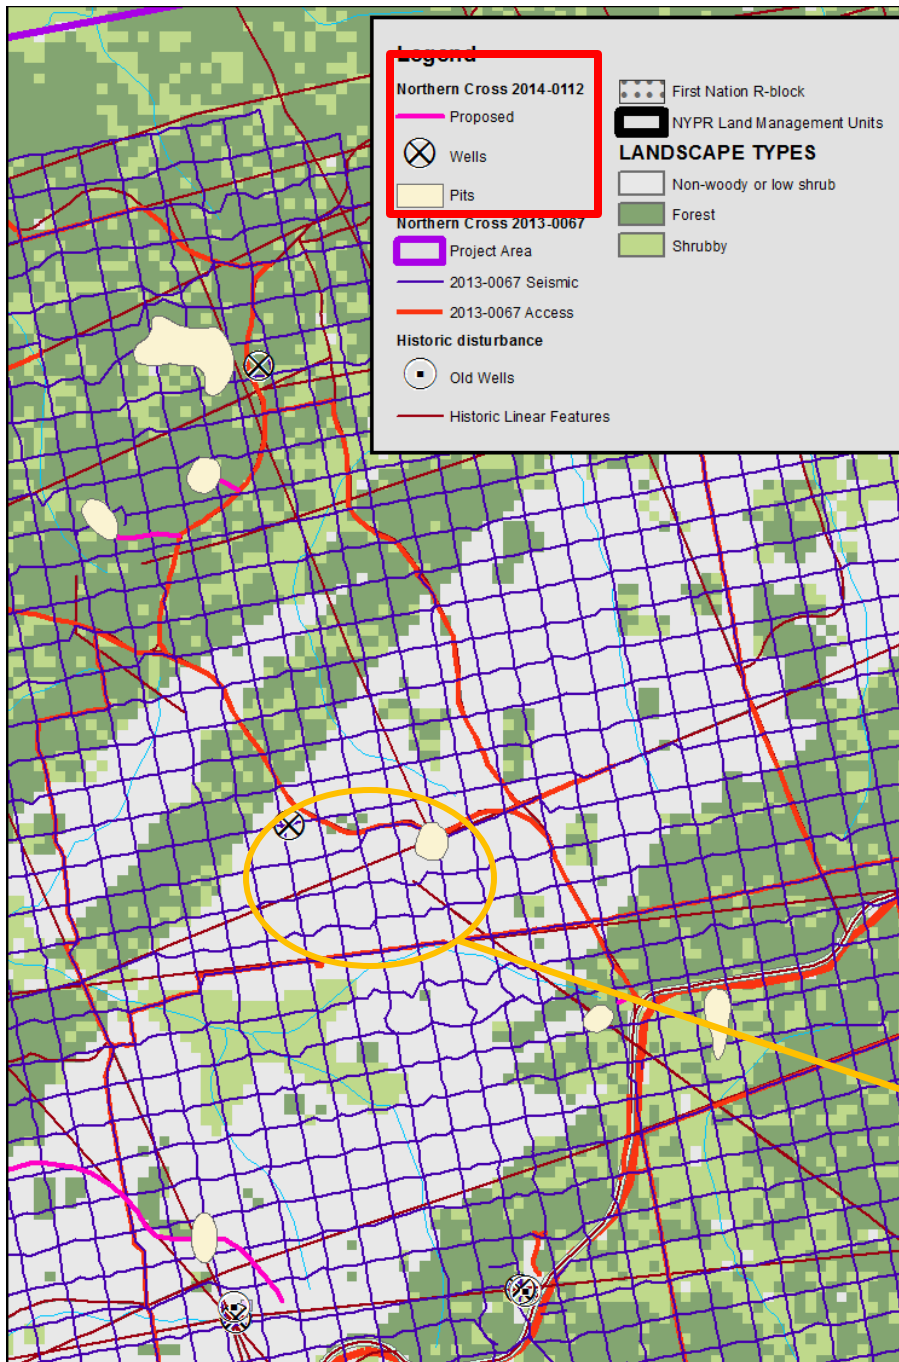 Legend
Northern Cross 2014-0112
Proposed
Wells
Pits
Northern Cross 2013-0067
Project Area
2013-0067 Seismic
2013-0067 Access
Historic disturbance
Old Wells
Historic Linear Features
First Nation R-block
NYPR Land Management Units
LANDSCAPE TYPES
Non-woody or low shrub
Forest
Shrubby